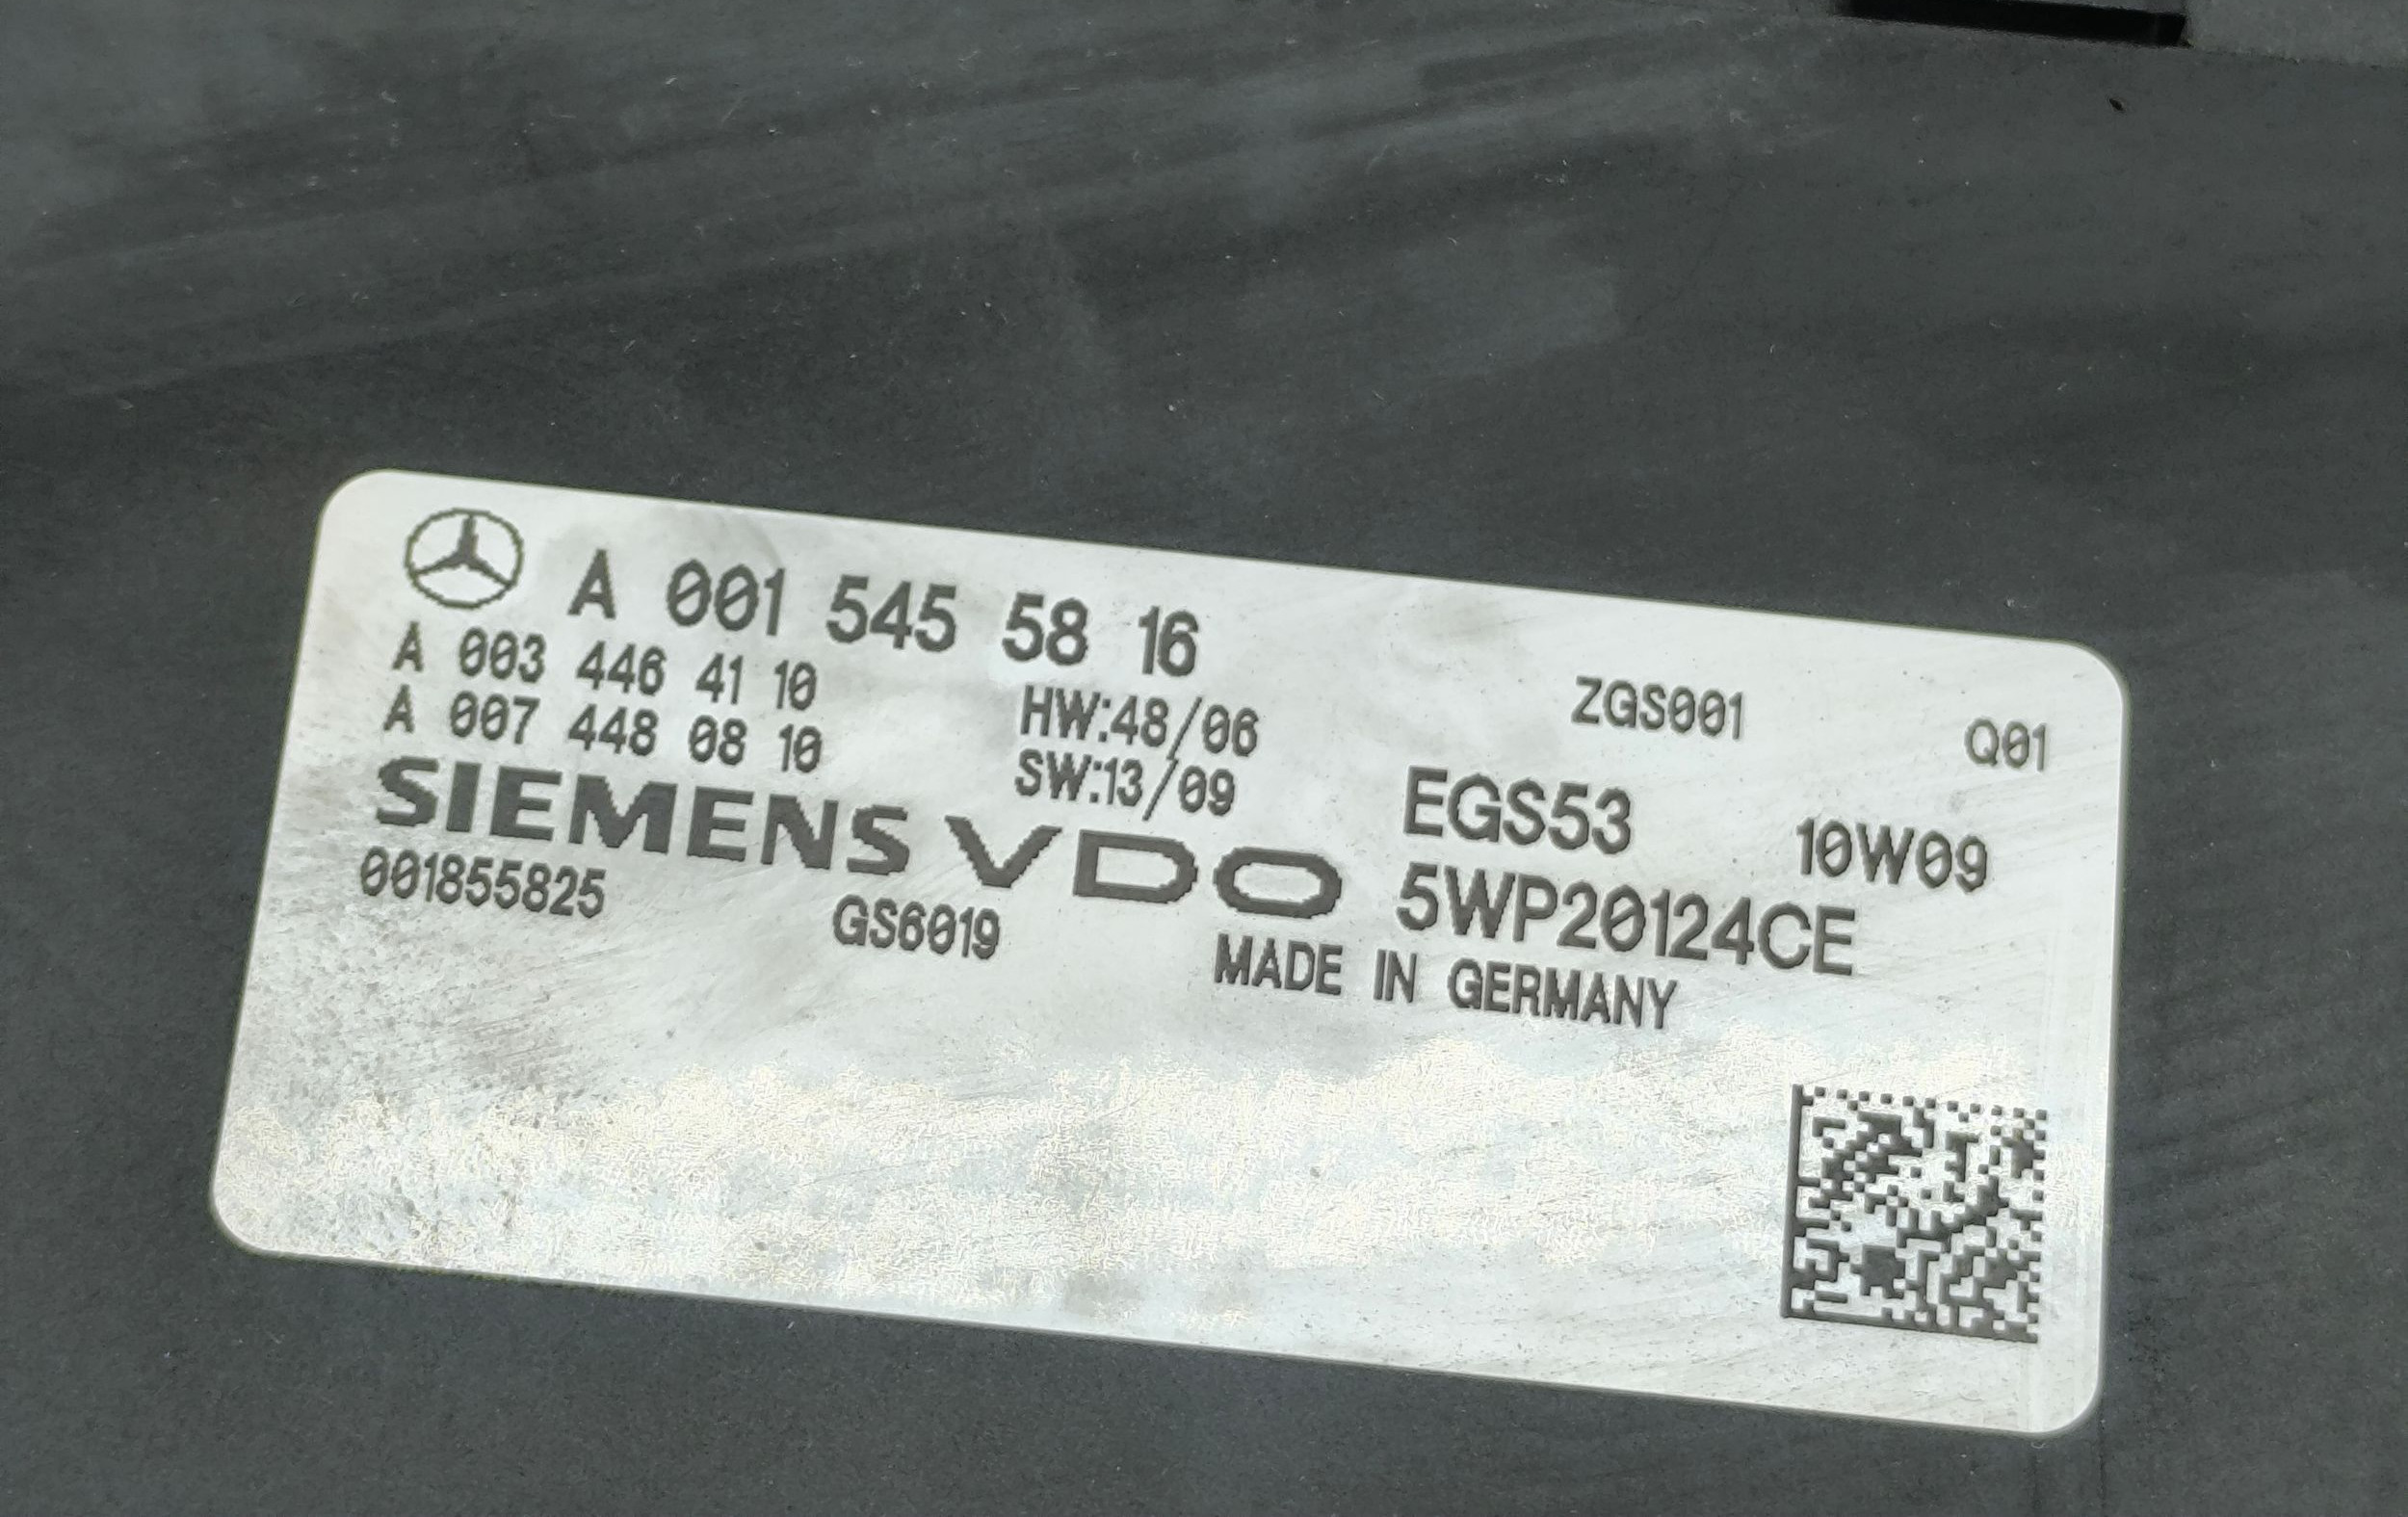 A 001 545 58 16
A 003 446 41 10
HW:48/06
ZGS001
Q01
A 007 448 08 10
SW:13/09
EGS53
10W09
SIEMENS VDO
5WP20124CE
001855825
GS6019
MADE IN GERMANY